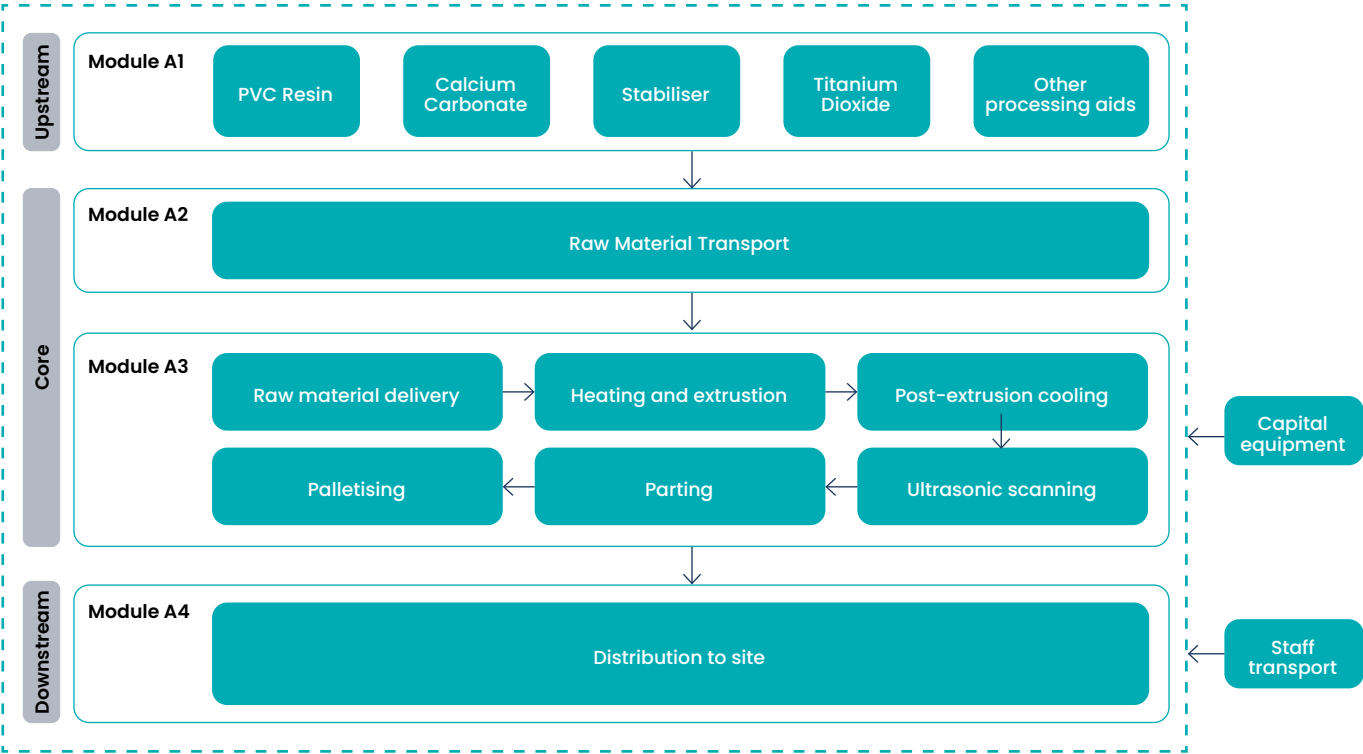 Upstream
Module A1
PVC Resin
Calcium
Carbonate
Stabiliser
Titanium
Dioxide
Other
processing aids
Core
Module A2
Raw Material Transport
Module A3
Raw material delivery
Heating and extrustion
Post-extrusion cooling
Palletising
Parting
Ultrasonic scanning
Capital
equipment
Downstream
Module A4
Distribution to site
Staff
transport